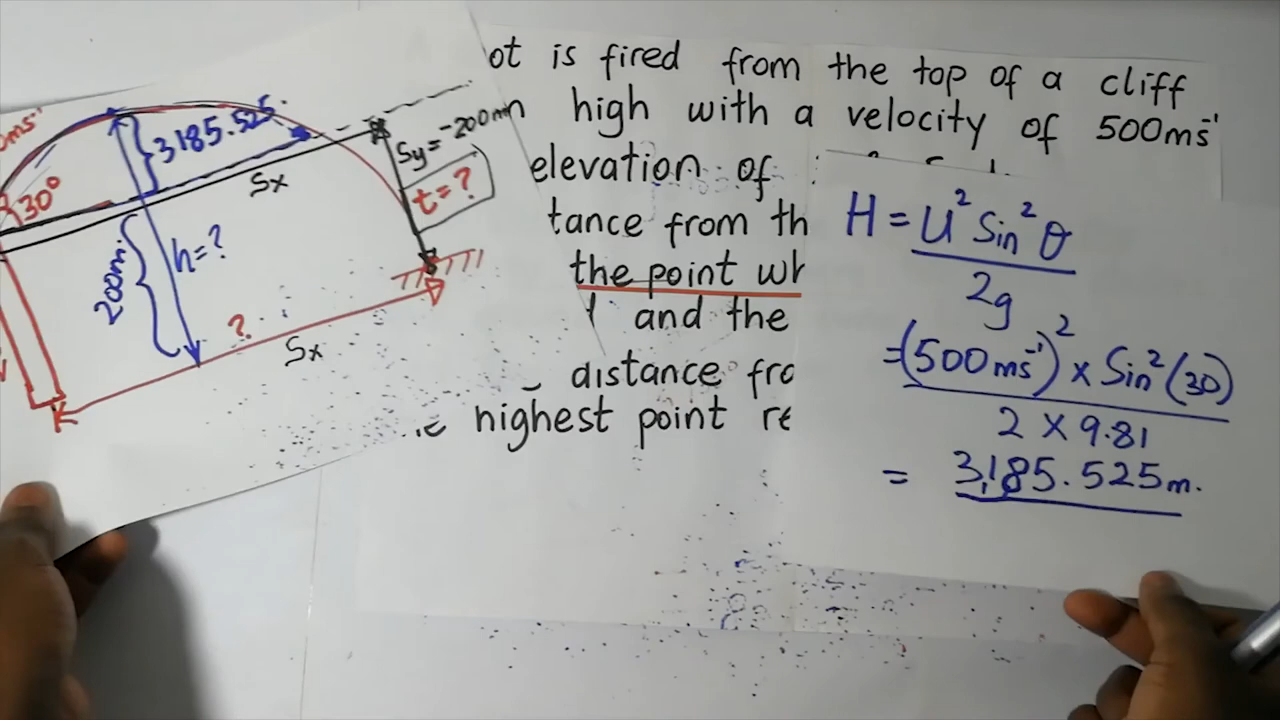 ot is fired from the top of a cliff
high with a velocity of 500ms⁻¹
elevation of
tance from th
the point wh
and the
distance fro
highest point re
3185.525
30°
Sx
Sy = -200m
t = ?
200m
h = ?
?
Sx
H = U² Sin² θ
2g
= (500ms⁻¹)² x Sin² (30)
2 x 9.81
= 3,185.525m.